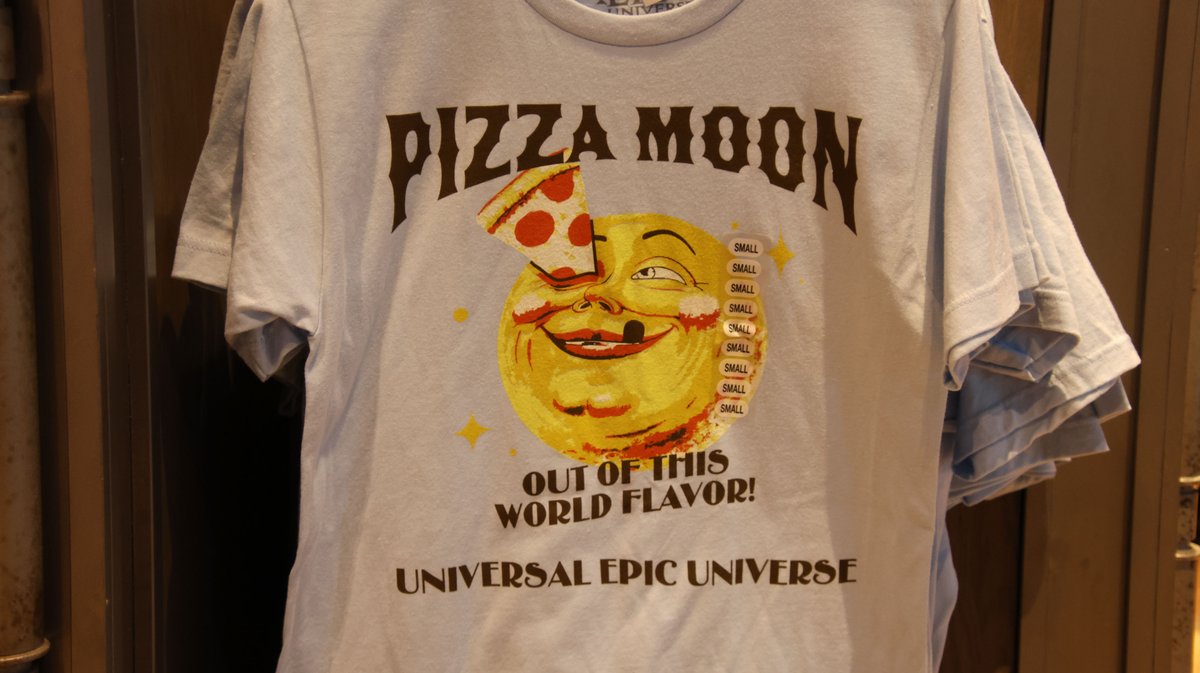 UNIVERS
PIZZA MOON
SMALL
SMALL
SMALL
SMALL
SMALL
SMALL
SMALL
SMALL
SMALL
OUT OF THIS
WORLD FLAVOR!
UNIVERSAL EPIC UNIVERSE